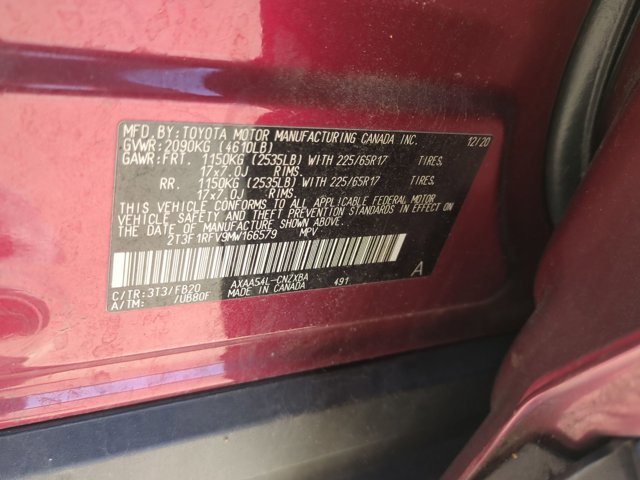 MFD. BY: TOYOTA MOTOR MANUFACTURING CANADA INC. 12/20
GVWR: 2090KG (4610LB)
GAWR: FRT. 1150KG (2535LB) WITH 225/65R17 TIRES,
17x7.0J RIMS,
RR. 1150KG (2535LB) WITH 225/65R17 TIRES,
17x7.0J RIMS,
THIS VEHICLE CONFORMS TO ALL APPLICABLE FEDERAL MOTOR
VEHICLE SAFETY AND THEFT PREVENTION STANDARDS IN EFFECT ON
THE DATE OF MANUFACTURE SHOWN ABOVE.
2T3F1RFV9MW166579 MPV
A
C/TR: 3T3/FB20 AXAA54L-CNZXBA 491
A/TM: /UB80F MADE IN CANADA